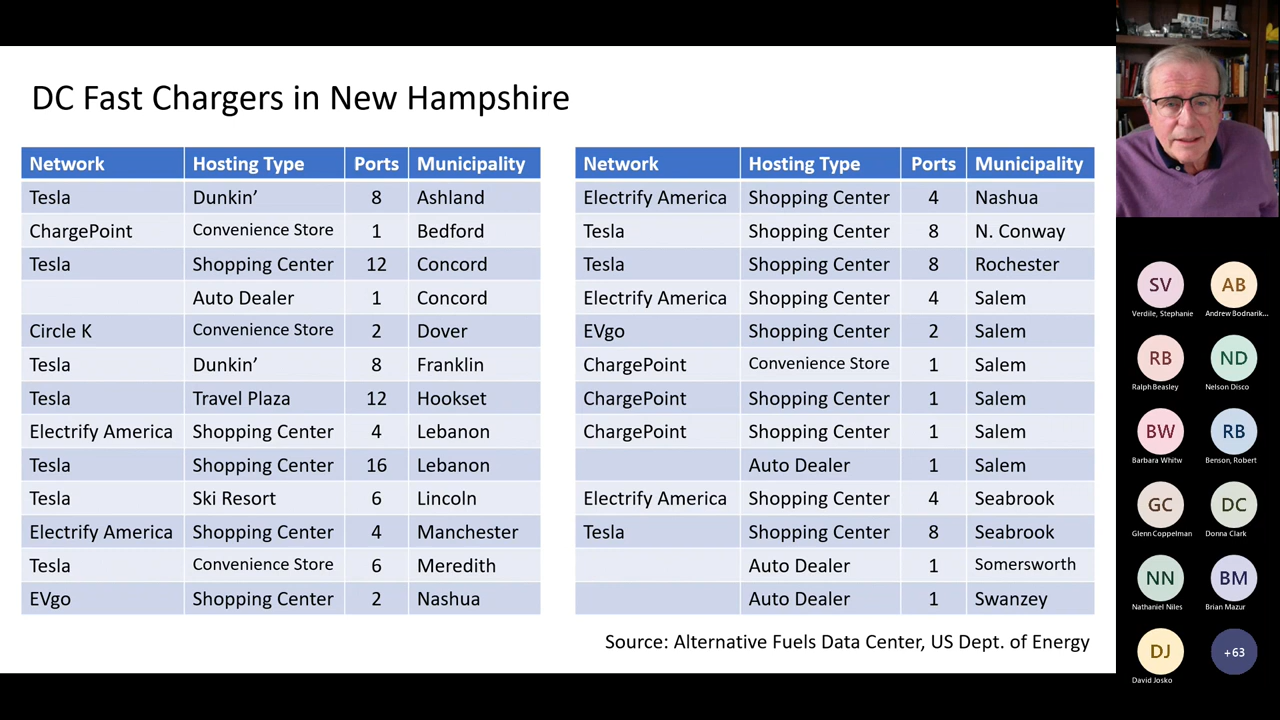 DC Fast Chargers in New Hampshire
Network Hosting Type Ports Municipality
Tesla Dunkin’ 8 Ashland
ChargePoint Convenience Store 1 Bedford
Tesla Shopping Center 12 Concord
Auto Dealer 1 Concord
Circle K Convenience Store 2 Dover
Tesla Dunkin’ 8 Franklin
Tesla Travel Plaza 12 Hookset
Electrify America Shopping Center 4 Lebanon
Tesla Shopping Center 16 Lebanon
Tesla Ski Resort 6 Lincoln
Electrify America Shopping Center 4 Manchester
Tesla Convenience Store 6 Meredith
EVgo Shopping Center 2 Nashua
Network Hosting Type Ports Municipality
Electrify America Shopping Center 4 Nashua
Tesla Shopping Center 8 N. Conway
Tesla Shopping Center 8 Rochester
Electrify America Shopping Center 4 Salem
EVgo Shopping Center 2 Salem
ChargePoint Convenience Store 1 Salem
ChargePoint Shopping Center 1 Salem
ChargePoint Shopping Center 1 Salem
Auto Dealer 1 Salem
Electrify America Shopping Center 4 Seabrook
Tesla Shopping Center 8 Seabrook
Auto Dealer 1 Somersworth
Auto Dealer 1 Swanzey
Source: Alternative Fuels Data Center, US Dept. of Energy
SV AB
Verdile, Stephanie Andrew Bodnarik...
RB ND
Ralph Beasley Nelson Disco
BW RB
Barbara Whitw Benson, Robert
GC DC
Glenn Coppelman Donna Clark
NN BM
Nathaniel Niles Brian Mazur
DJ +63
David Josko